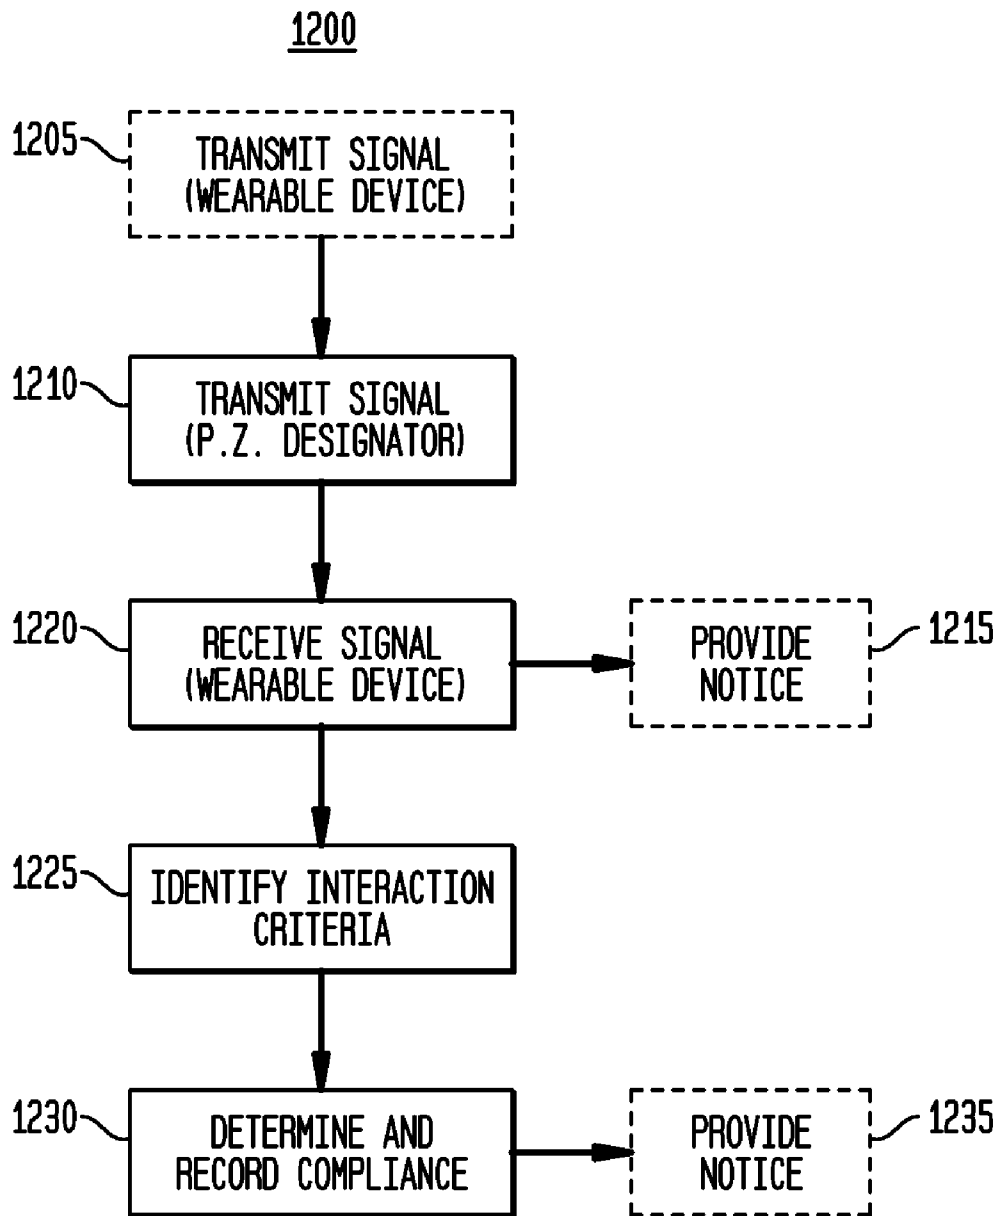 1200
1205
TRANSMIT SIGNAL
(WEARABLE DEVICE)
1210
TRANSMIT SIGNAL
(P.Z. DESIGNATOR)
1220
RECEIVE SIGNAL
(WEARABLE DEVICE)
PROVIDE
NOTICE
1215
1225
IDENTIFY INTERACTION
CRITERIA
1230
DETERMINE AND
RECORD COMPLIANCE
PROVIDE
NOTICE
1235